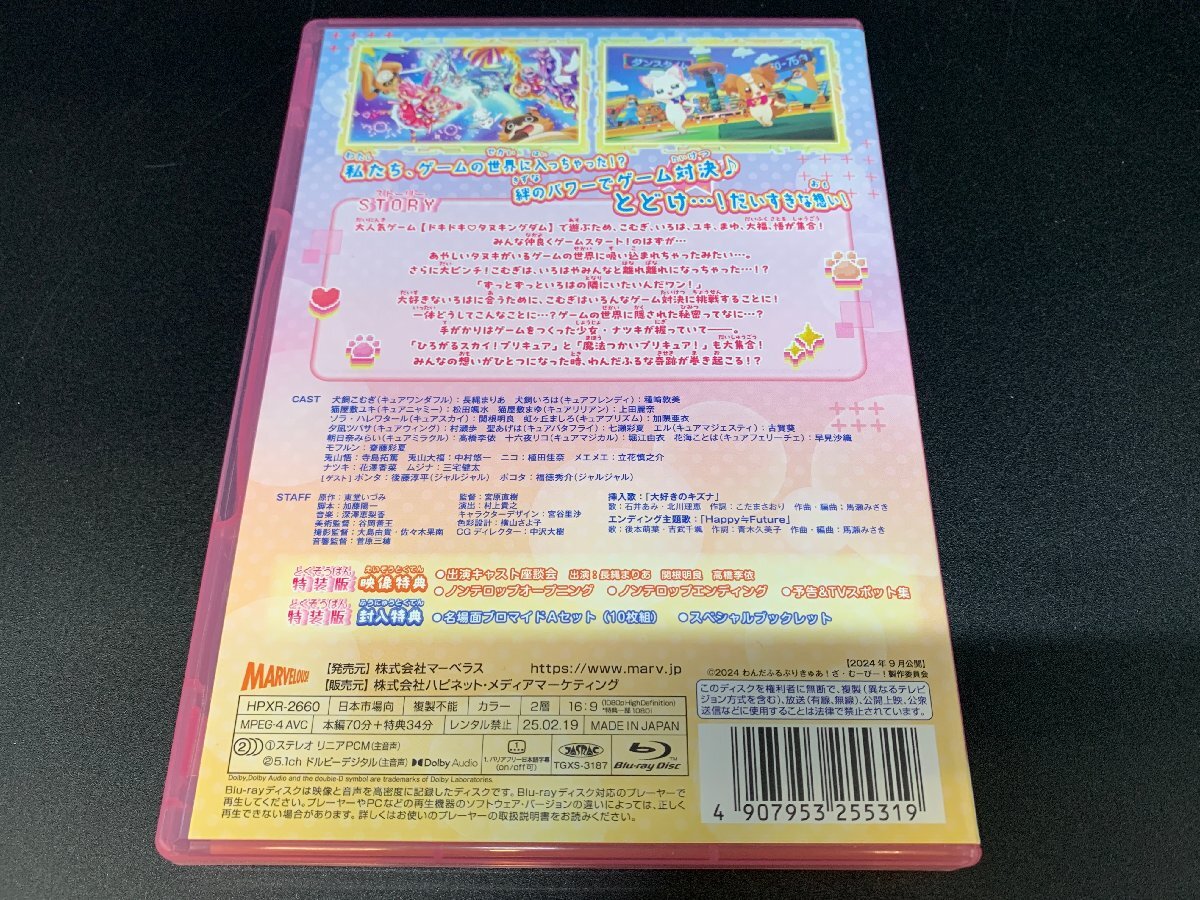 ダンスタイム
30-75
私たち、ゲームの世界に入っちゃった!?
絆のパワーでゲーム対決♪
とどけ…!だいすきな想い!
ストーリー
STORY
大人気ゲーム【ドキドキ♡タヌキングダム】で遊ぶため、こむぎ、いろは、ユキ、まゆ、大福、悟が集合!
みんな仲良くゲームスタート!のはずが…
あやしいタヌキがいるゲームの世界に吸い込まれちゃったみたい…。
さらに大ピンチ!こむぎは、いろはやみんなと離れ離れになっちゃった…!?
「ずっとずっといろはの隣にいたいんだワン!」
大好きないろはに会うために、こむぎはいろんなゲーム対決に挑戦することに!
一体どうしてこんなことに…?ゲームの世界に隠された秘密ってなに…?
手がかりはゲームをつくった少女・ナツキが握っていて——。
「ひろがるスカイ!プリキュア」と「魔法つかいプリキュア!」も大集合!
みんなの想いがひとつになった時、わんだふるな奇跡が巻き起こる!?
CAST 犬飼こむぎ(キュアワンダフル):長縄まりあ 犬飼いろは(キュアフレンディ):種﨑敦美
猫屋敷ユキ(キュアニャミー):松田颯水 猫屋敷まゆ(キュアリリアン):上田麗奈
ソラ・ハレワタール(キュアスカイ):関根明良 虹ヶ丘ましろ(キュアプリズム):加隈亜衣
夕凪ツバサ(キュアウィング):村瀬歩 聖あげは(キュアバタフライ):七瀬彩夏 エル(キュアマジェスティ):古賀葵
朝日奈みらい(キュアミラクル):高橋李依 十六夜リコ(キュアマジカル):堀江由衣 花海ことは(キュアフェリーチェ):早見沙織
モフルン:齋藤彩夏
兎山悟:寺島拓篤 兎山大福:中村悠一 ニコ:植田佳奈 メエメエ:立花慎之介
ナツキ:花澤香菜 ムジナ:三宅健太
[ゲスト]ポンタ:後藤淳平(ジャルジャル) ポコタ:福徳秀介(ジャルジャル)
STAFF 原作:東堂いづみ 監督:宮原直樹 挿入歌:「大好きのキズナ」
脚本:加藤陽一 演出:村上貴之 歌:石井あみ・北川理恵 作詞:こだまさおり 作曲・編曲:馬瀬みさき
音楽:深澤恵梨香 キャラクターデザイン:宮谷里沙 エンディング主題歌:「Happy≒Future」
美術監督:谷岡善王 色彩設計:横山さよ子 歌:後本萌葉・吉武千颯 作詞:青木久美子 作曲・編曲:馬瀬みさき
撮影監督:大島由貴・佐々木果南 CGディレクター:中沢大樹
音響監督:菅原三穂
特装版 映像特典 ●出演キャスト座談会 出演:長縄まりあ 関根明良 高橋李依
●ノンテロップオープニング ●ノンテロップエンディング ●予告&TVスポット集
特装版 封入特典 ●名場面ブロマイドAセット(10枚組) ●スペシャルブックレット
MARVELOUS!
【発売元】株式会社マーベラス https://www.marv.jp
【販売元】株式会社ハピネット・メディアマーケティング
【2024年9月公開】
©2024 わんだふるぷりきゅあ!ざ・むーびー!製作委員会
HPXR-2660 日本市場向 複製不能 カラー 2層 16:9 (1080p High Definition) *特典一部1080i
MPEG-4 AVC 本編70分+特典34分 レンタル禁止 25.02.19 MADE IN JAPAN
2 ①ステレオ リニアPCM(主音声)
②5.1ch ドルビーデジタル(主音声) Dolby Audio
1. バリアフリー日本語字幕
(on/off可)
JASRAC
TGXS-3187
Blu-ray Disc
このディスクを権利者に無断で、複製(異なるテレビ
ジョン方式を含む)、放送(有線、無線)、公開上映、公衆
送信などに使用することは法律で禁止されています。
Dolby, Dolby Audio and the double-D symbol are trademarks of Dolby Laboratories.
Blu-rayディスクは映像と音声を高密度に記録したディスクです。Blu-rayディスク対応のプレーヤーで
再生してください。プレーヤーやPCなどの再生機器のソフトウェア・バージョンの違いによっては、正しく
再生できない場合があります。詳しくはお使いのプレーヤーの取扱説明書をお読みください。
4 907953 255319